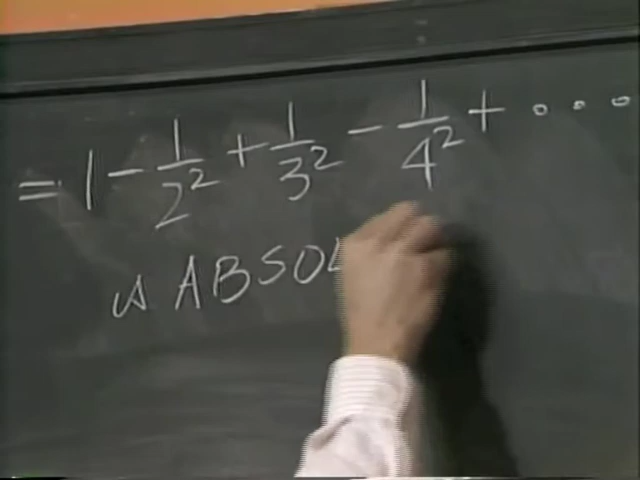 = 1 - 1/2² + 1/3² - 1/4² + ...
is ABSOL